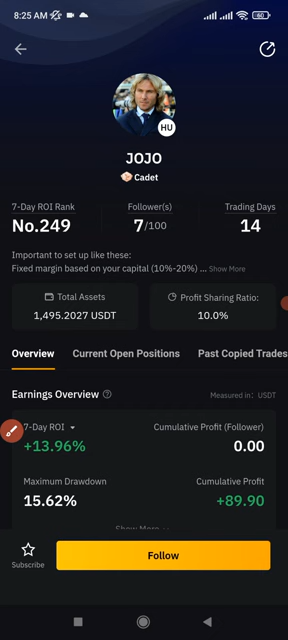 8:25 AM
60
HU
JOJO
Cadet
7-Day ROI Rank
Follower(s)
Trading Days
No.249
7/100
14
Important to set up like these:
Fixed margin based on your capital (10%-20%) ... Show More
Total Assets
Profit Sharing Ratio:
1,495.2027 USDT
10.0%
Overview
Current Open Positions
Past Copied Trades
Earnings Overview
Measured in: USDT
7-Day ROI
Cumulative Profit (Follower)
+13.96%
0.00
Maximum Drawdown
Cumulative Profit
15.62%
+89.90
Show More
Subscribe
Follow